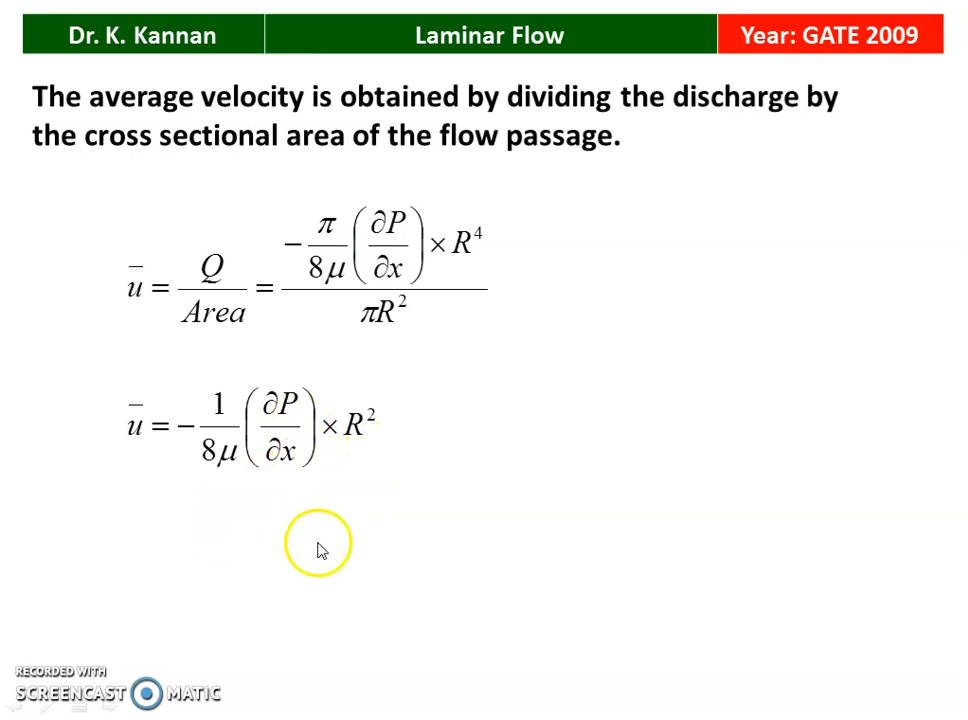 Dr. K. Kannan Laminar Flow Year: GATE 2009
The average velocity is obtained by dividing the discharge by
the cross sectional area of the flow passage.
u̅ = Q/Area = (−π/8μ (∂P/∂x) × R⁴)/(πR²)
u̅ = −1/8μ (∂P/∂x) × R²
RECORDED WITH
SCREENCAST MATIC